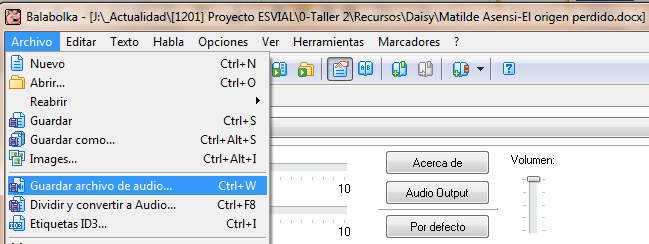 Balabolka - [J:\_Actualidad\[1201] Proyecto ESVIAL\0-Taller 2\Recursos\Daisy\Matilde Asensi-El origen perdido.docx]
Archivo Editar Texto Habla Opciones Ver Herramientas Marcadores ?
Nuevo Ctrl+N
Abrir... Ctrl+O
Reabrir
Guardar Ctrl+S
Guardar como... Ctrl+Alt+S
Images... Ctrl+Alt+I
Guardar archivo de audio... Ctrl+W
Dividir y convertir a Audio... Ctrl+F8
Etiquetas ID3... Ctrl+I
Acerca de
Volumen:
10
Audio Output
Por defecto
10